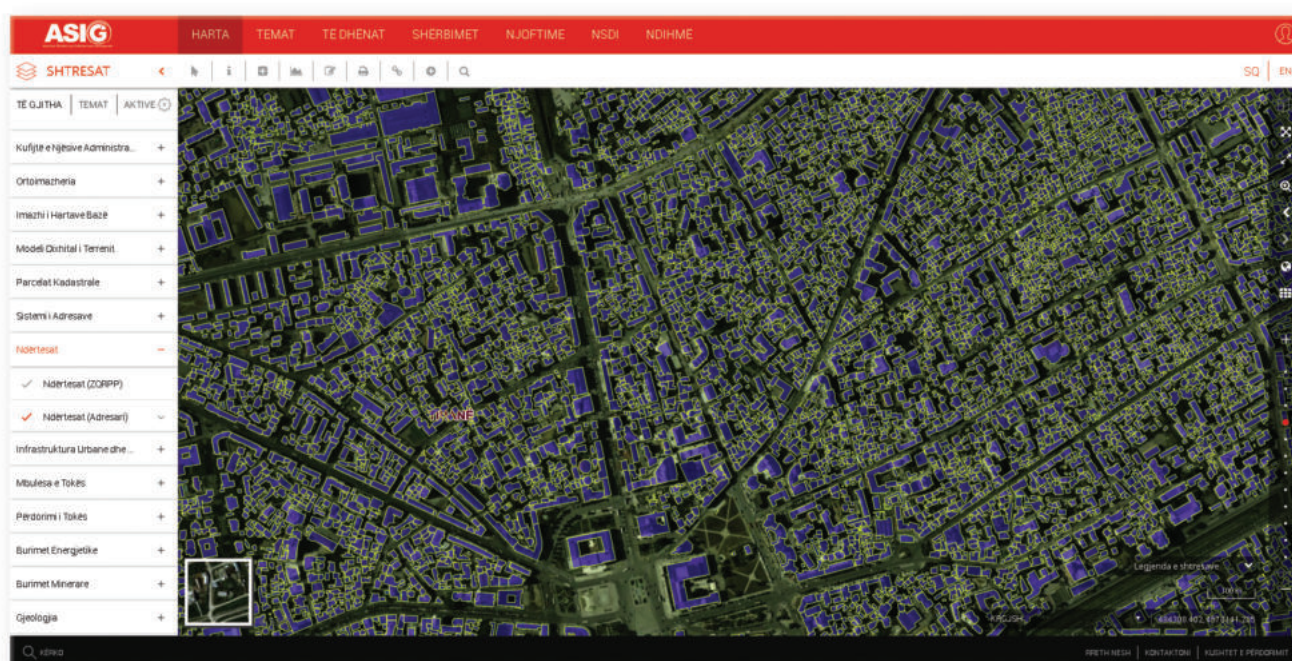 ASIG
HARTA TEMAT TË DHËNAT SHËRBIMET NJOFTIME NSDI NDIHMË
SHTRESAT
SQ EN
TË GJITHA TEMAT AKTIVE
Kufijtë e Njësive Administra...
Ortoimazheria
Imazhi i Hartave Bazë
Modeli Dixhital i Terrenit
Parcelat Kadastrale
Sistemi i Adresave
Ndërtesat
Ndërtesat (ZQRPP)
Ndërtesat (Adresari)
Infrastruktura Urbane dhe ...
Mbulesa e Tokës
Përdorimi i Tokës
Burimet Energjetike
Burimet Minerare
Gjeologjia
TIRANË
Legjenda e shtresave
KRGJSH
KËRKO
RRETH NESH KONTAKTONI KUSHTET E PËRDORIMIT